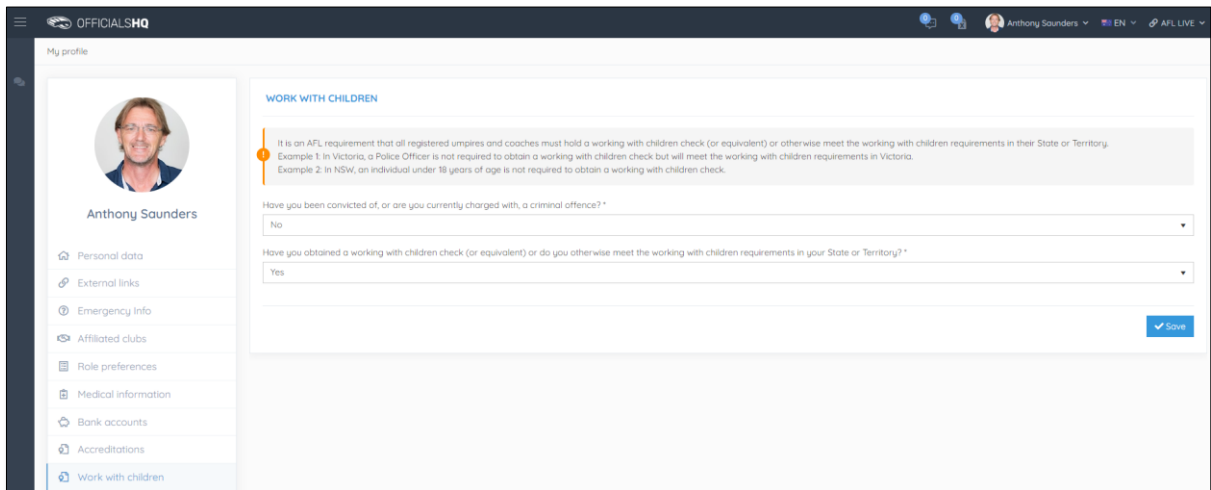 OFFICIALSHQ
0
0
Anthony Saunders
EN
AFL LIVE
My profile
Anthony Saunders
Personal data
External links
Emergency Info
Affiliated clubs
Role preferences
Medical information
Bank accounts
Accreditations
Work with children
WORK WITH CHILDREN
It is an AFL requirement that all registered umpires and coaches must hold a working with children check (or equivalent) or otherwise meet the working with children requirements in their State or Territory.
Example 1: In Victoria, a Police Officer is not required to obtain a working with children check but will meet the working with children requirements in Victoria.
Example 2: In NSW, an individual under 18 years of age is not required to obtain a working with children check.
Have you been convicted of, or are you currently charged with, a criminal offence? *
No
Have you obtained a working with children check (or equivalent) or do you otherwise meet the working with children requirements in your State or Territory? *
Yes
Save